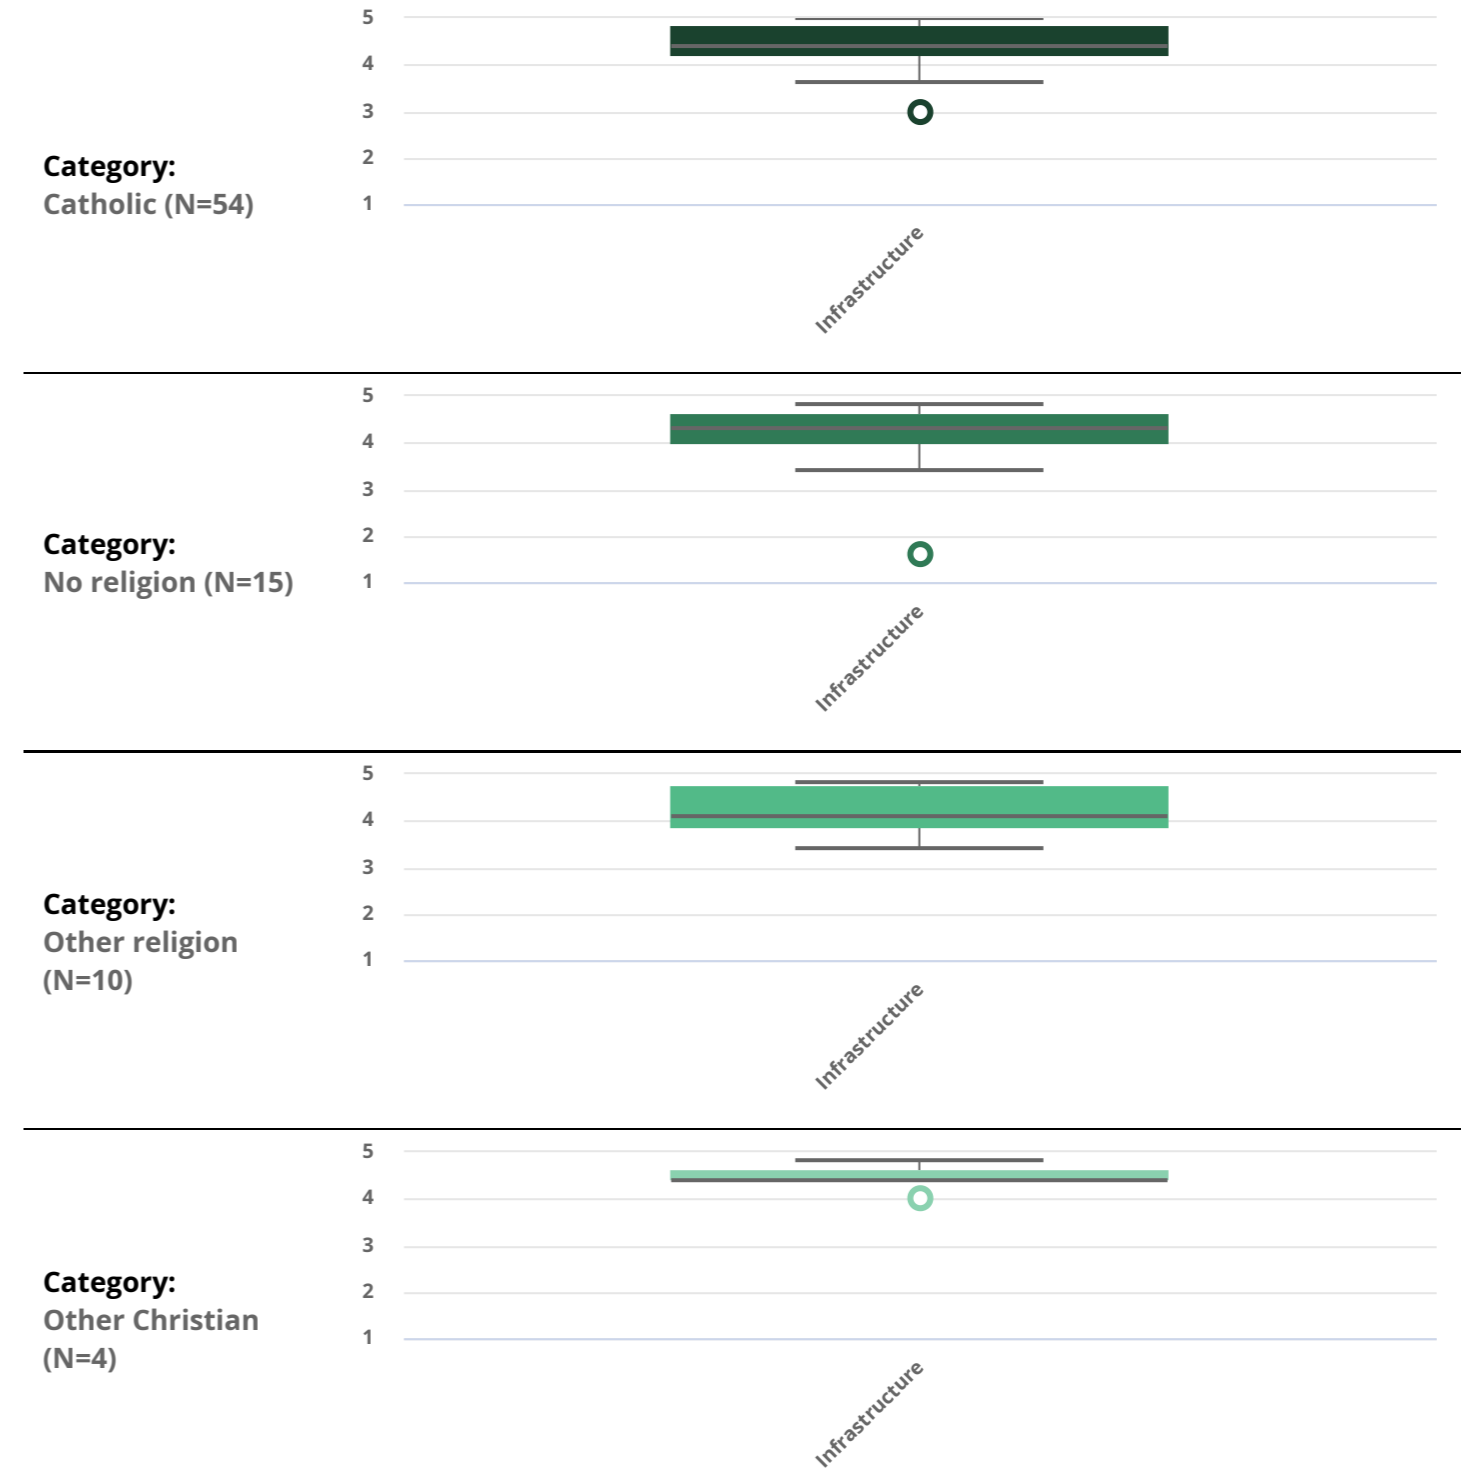 5
4
3
2
1
Category:
Catholic (N=54)
Infrastructure
5
4
3
2
1
Category:
No religion (N=15)
Infrastructure
5
4
3
2
1
Category:
Other religion
(N=10)
Infrastructure
5
4
3
2
1
Category:
Other Christian
(N=4)
Infrastructure